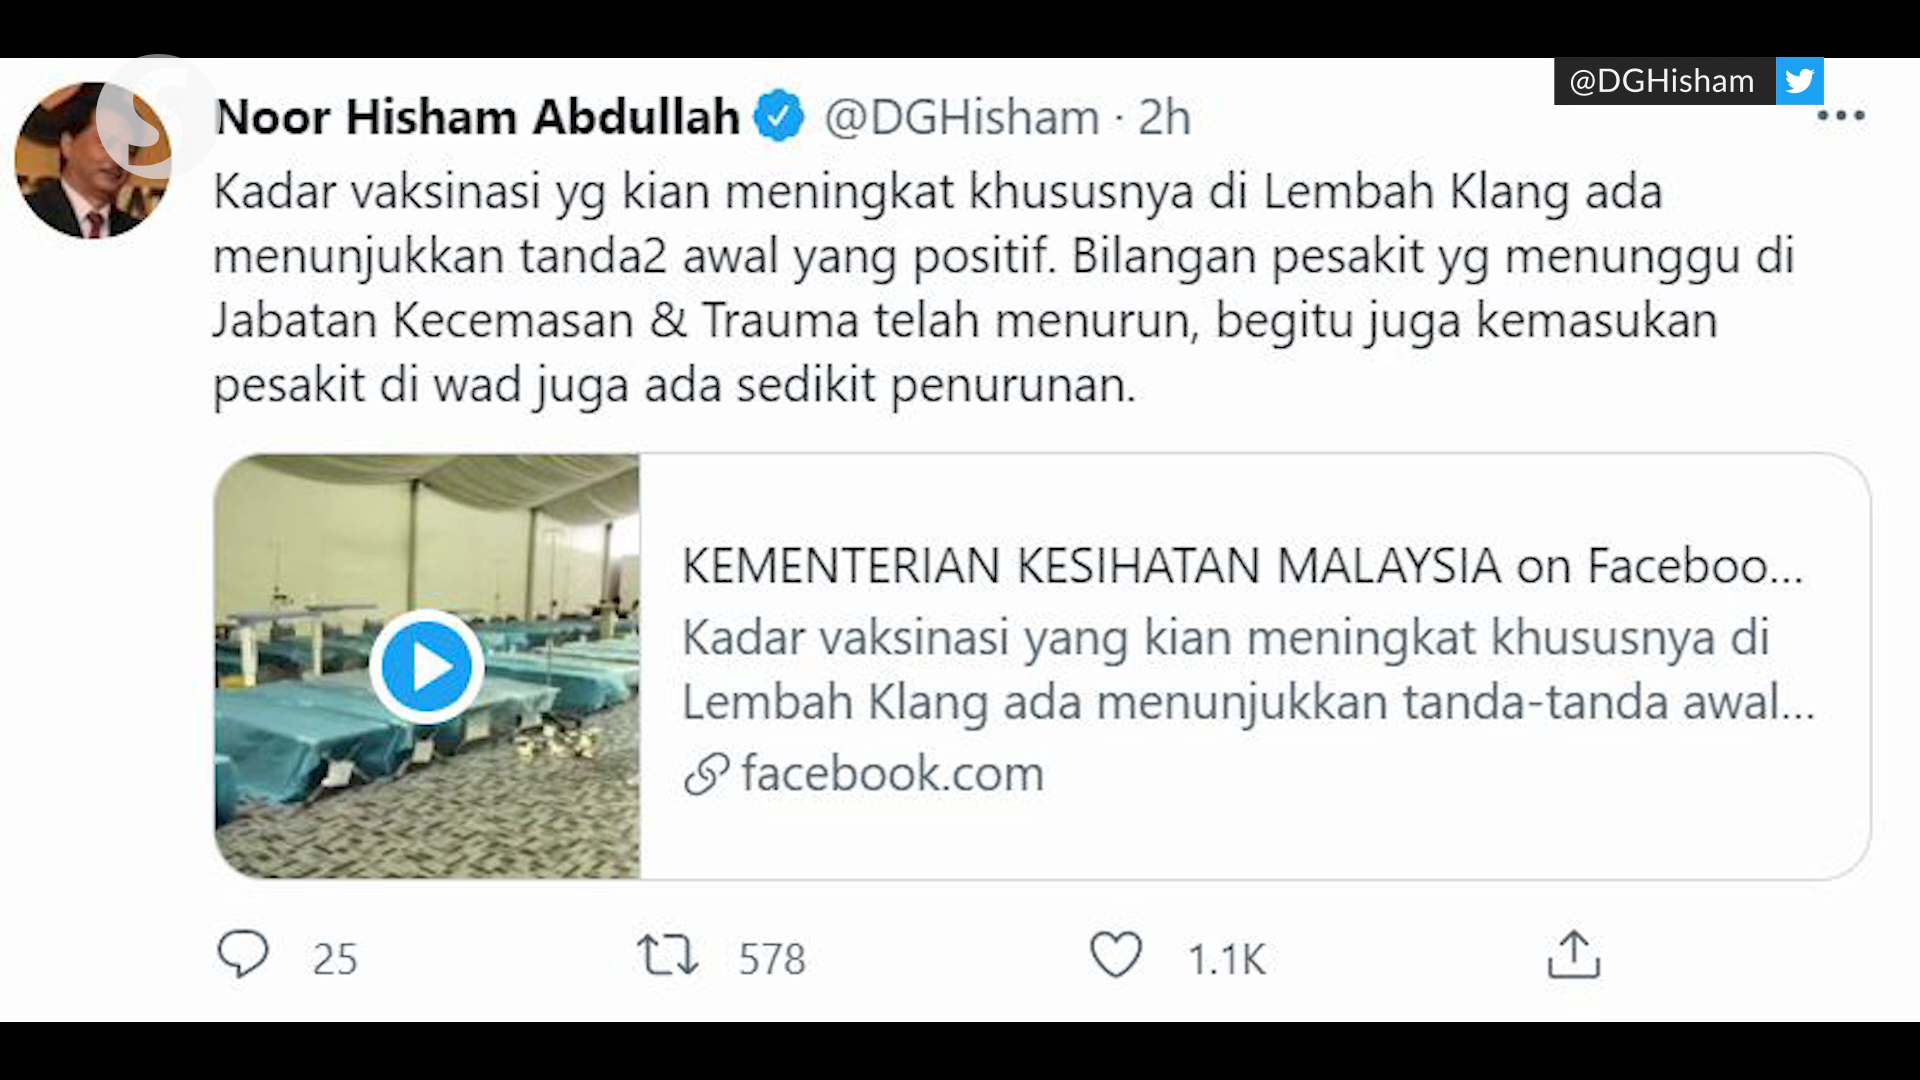 @DGHisham
Noor Hisham Abdullah @DGHisham · 2h
Kadar vaksinasi yg kian meningkat khususnya di Lembah Klang ada
menunjukkan tanda2 awal yang positif. Bilangan pesakit yg menunggu di
Jabatan Kecemasan & Trauma telah menurun, begitu juga kemasukan
pesakit di wad juga ada sedikit penurunan.
KEMENTERIAN KESIHATAN MALAYSIA on Faceboo...
Kadar vaksinasi yang kian meningkat khususnya di
Lembah Klang ada menunjukkan tanda-tanda awal...
facebook.com
25 578 1.1K